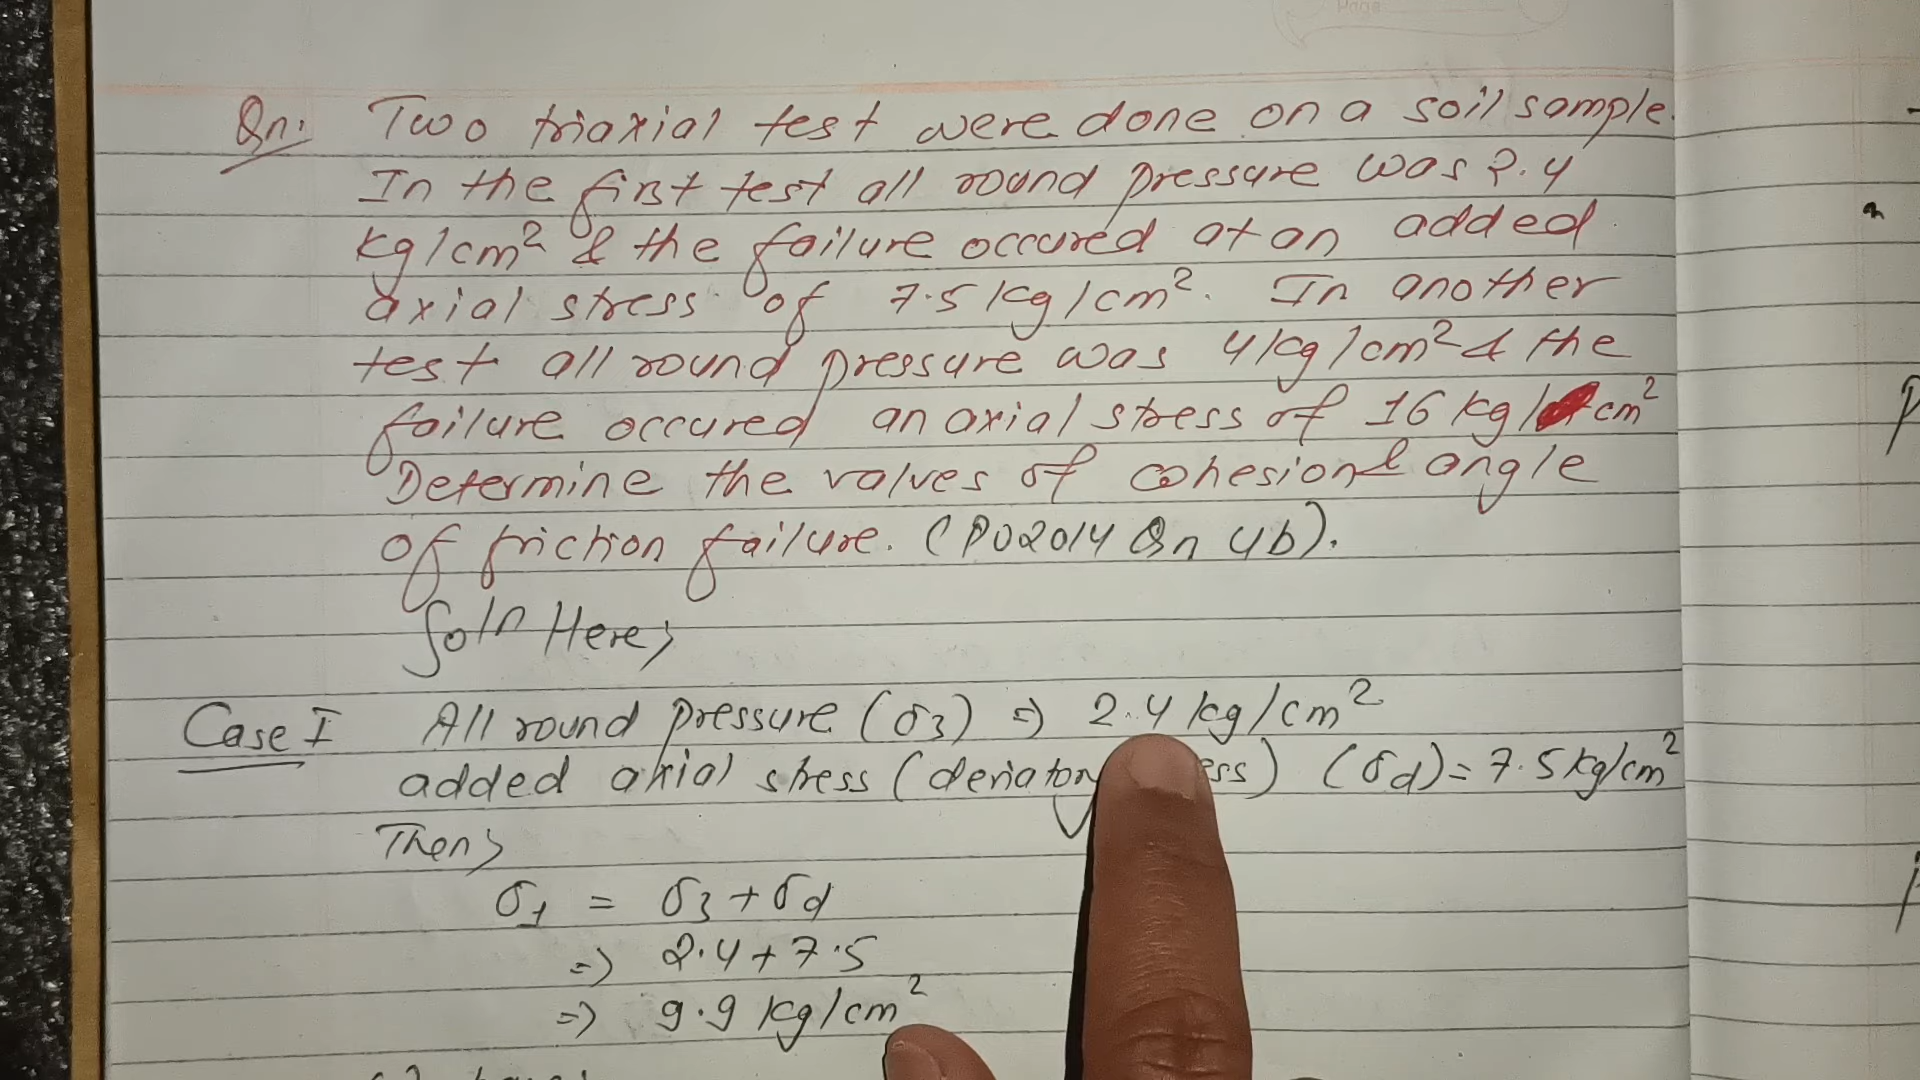 Page
Qn: Two triaxial test were done on a soil sample.
In the first test all round pressure was 2.4
kg/cm² & the failure occured at an added
axial stress of 7.5 kg/cm². In another
test all round pressure was 4 kg/cm² & the
failure occured an axial stress of 16 kg/cm²
Determine the values of cohesion & angle
of friction failure. (PU2014 Qn 4b).
Soln Here;
Case I All round pressure (σ3) ⇒ 2.4 kg/cm²
added axial stress (deviatory ess) (σd) = 7.5 kg/cm²
Then;
σ1 = σ3 + σd
⇒ 2.4 + 7.5
⇒ 9.9 kg/cm²